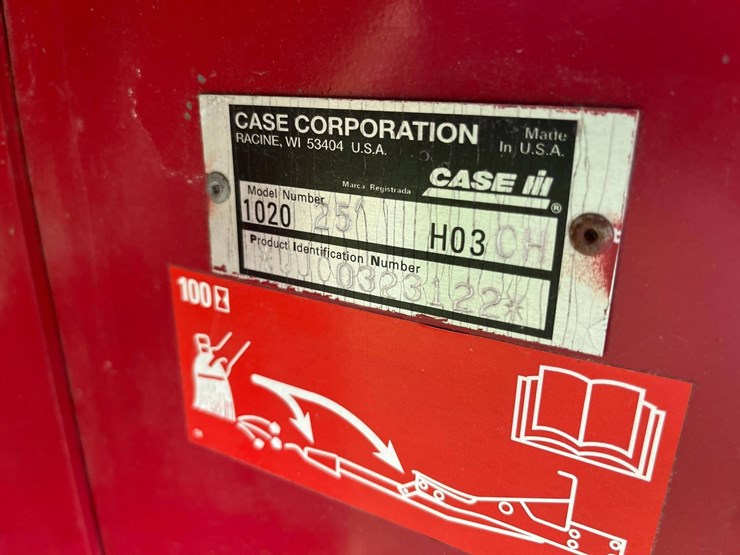 CASE CORPORATION
RACINE, WI 53404 U.S.A.
Made
In U.S.A.
Marca Registrada
CASE IH
®
Model Number
1020 25' H03 CH
Product Identification Number
0323122*
100